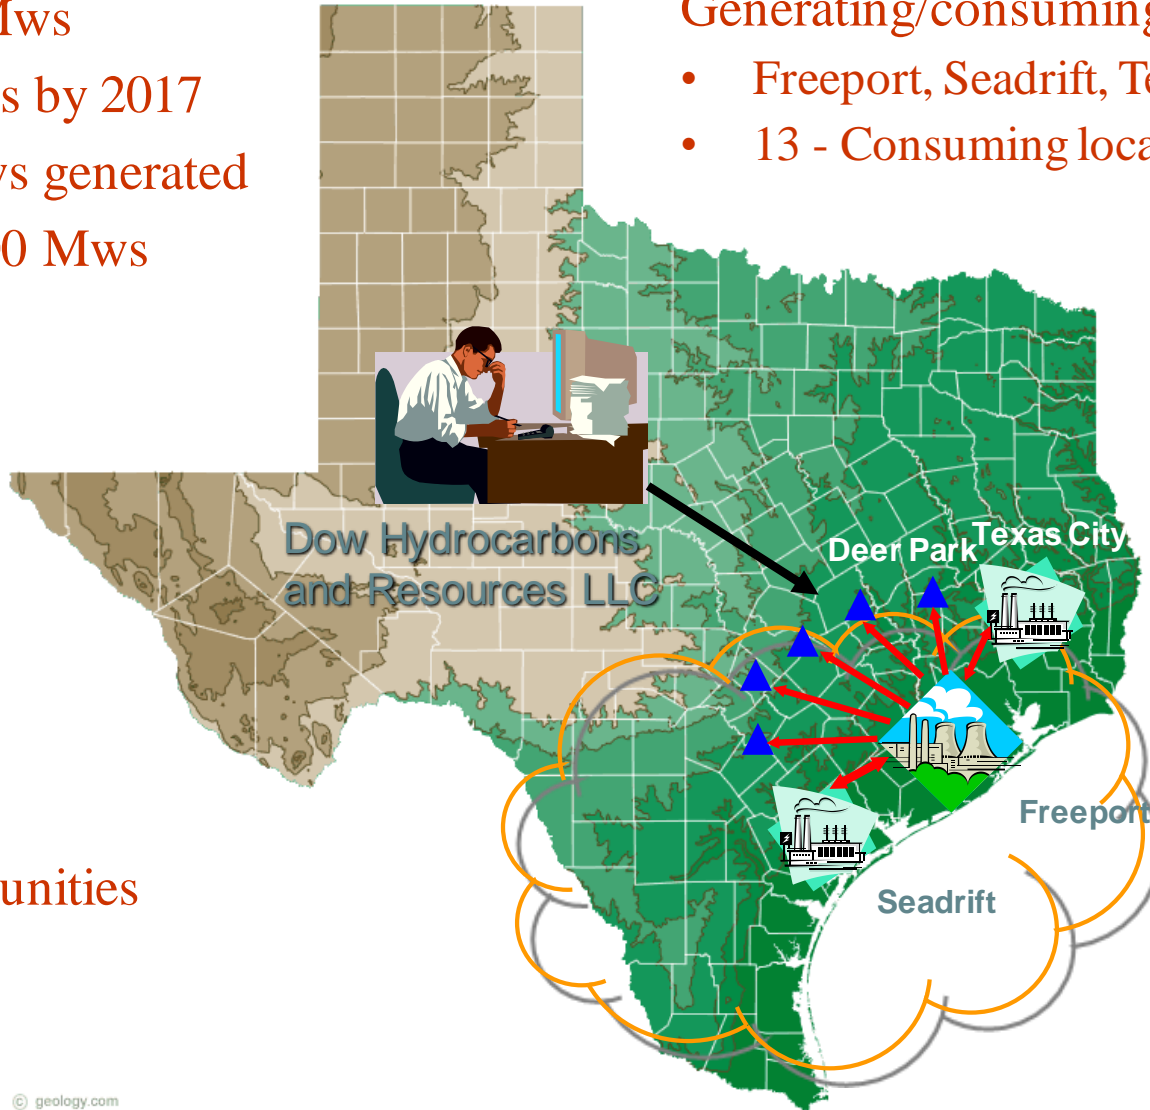 Mws
s by 2017
s generated
0 Mws
Generating/consuming
• Freeport, Seadrift, Te
• 13 - Consuming loca
Dow Hydrocarbons
and Resources LLC
Deer Park
Texas City
Freeport
Seadrift
unities
© geology.com